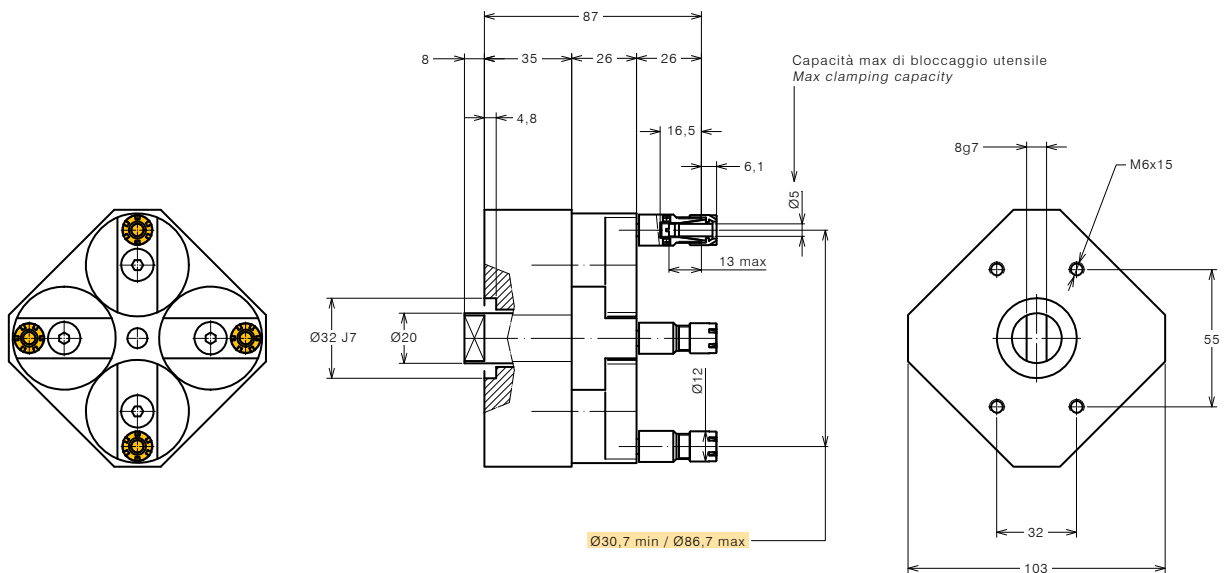 87
8
35
26
26
Capacità max di bloccaggio utensile
Max clamping capacity
4,8
16,5
6,1
8g7
M6x15
Ø5
13 max
Ø32 J7
Ø20
Ø12
55
Ø30,7 min / Ø86,7 max
32
103